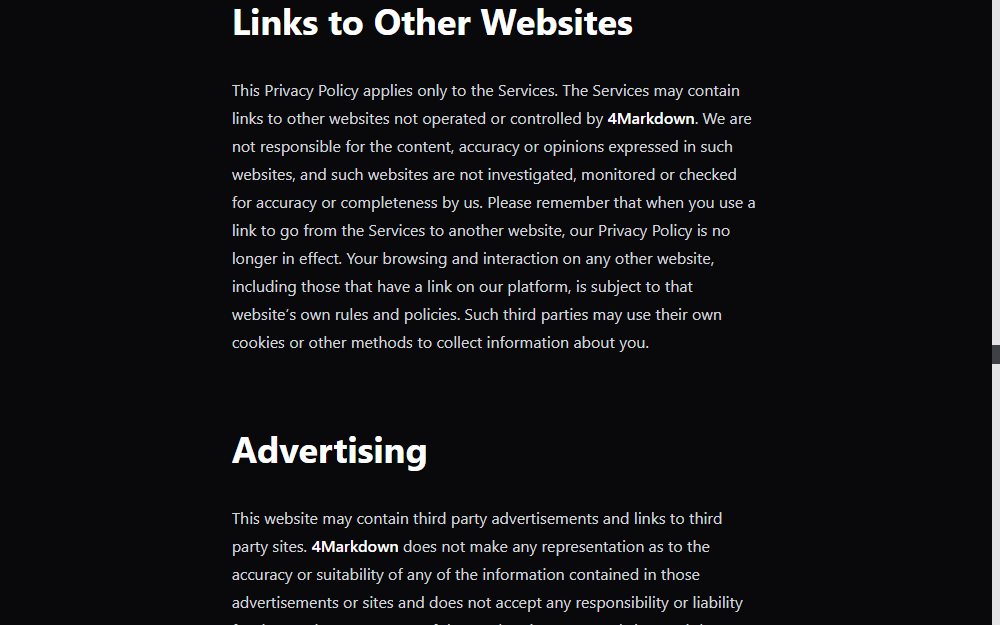 Links to Other Websites
This Privacy Policy applies only to the Services. The Services may contain
links to other websites not operated or controlled by 4Markdown. We are
not responsible for the content, accuracy or opinions expressed in such
websites, and such websites are not investigated, monitored or checked
for accuracy or completeness by us. Please remember that when you use a
link to go from the Services to another website, our Privacy Policy is no
longer in effect. Your browsing and interaction on any other website,
including those that have a link on our platform, is subject to that
website's own rules and policies. Such third parties may use their own
cookies or other methods to collect information about you.
Advertising
This website may contain third party advertisements and links to third
party sites. 4Markdown does not make any representation as to the
accuracy or suitability of any of the information contained in those
advertisements or sites and does not accept any responsibility or liability